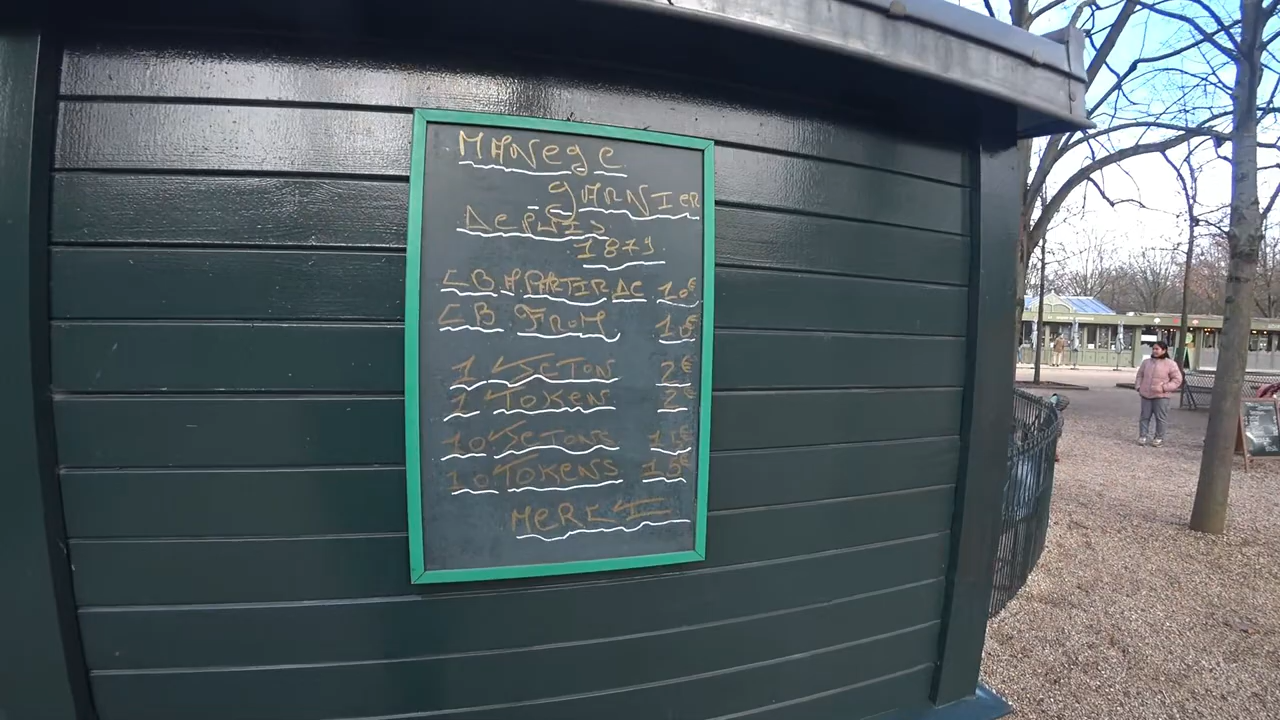 MANege
gARNIER
DepUIS
1879.
CB A PARTIR De 10€
CB FROM 10€
1 JETON 2€
1 TOKEN 2€
10 JETONS 15€
10 TOKENS 15€
MeRCI